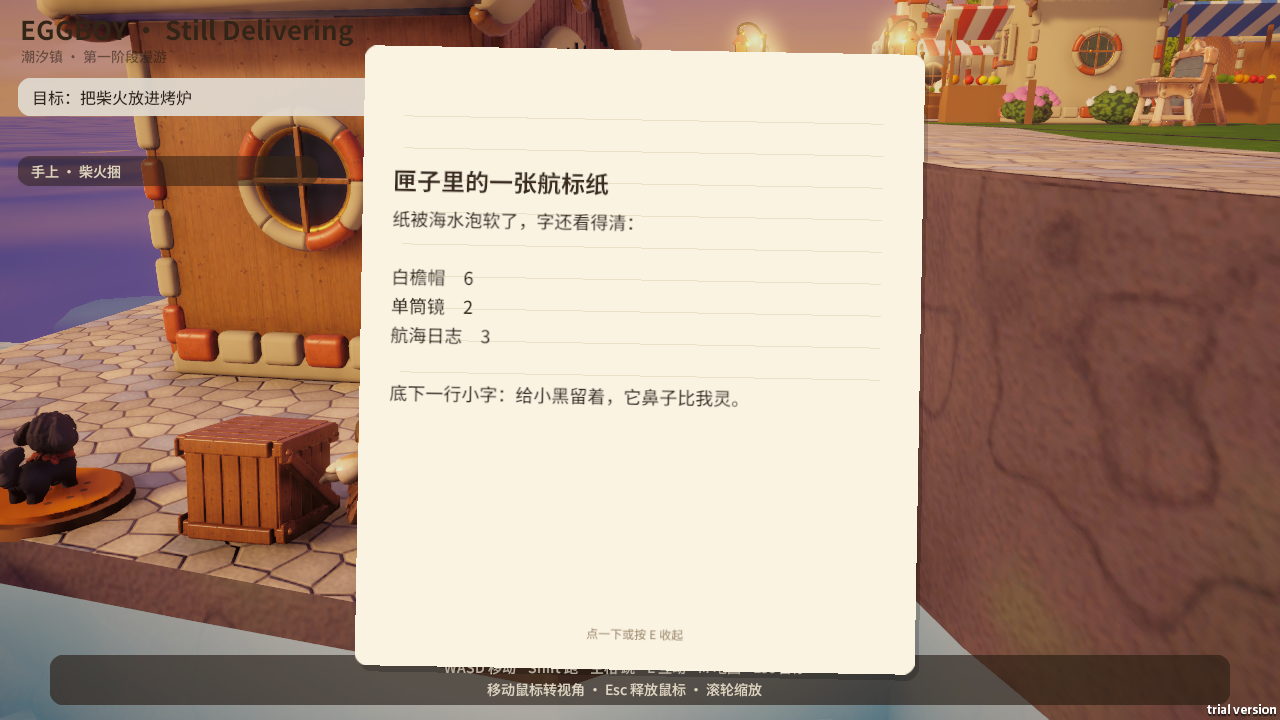 EGGBOY · Still Delivering
潮汐镇 · 第一阶段漫游
目标：把柴火放进烤炉
手上 · 柴火捆
匣子里的一张航标纸
纸被海水泡软了，字还看得清：
白檐帽 6
单筒镜 2
航海日志 3
底下一行小字：给小黑留着，它鼻子比我灵。
点一下或按 E 收起
WASD 移动
移动鼠标转视角 · Esc 释放鼠标 · 滚轮缩放
trial version